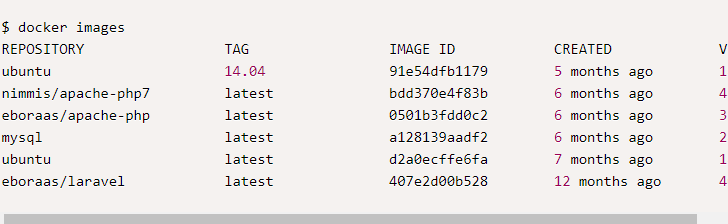 $ docker images
REPOSITORY TAG IMAGE ID CREATED V
ubuntu 14.04 91e54dfb1179 5 months ago 1
nimmis/apache-php7 latest bdd370e4f83b 6 months ago 4
eboraas/apache-php latest 0501b3fdd0c2 6 months ago 3
mysql latest a128139aadf2 6 months ago 2
ubuntu latest d2a0ecffe6fa 7 months ago 1
eboraas/laravel latest 407e2d00b528 12 months ago 4